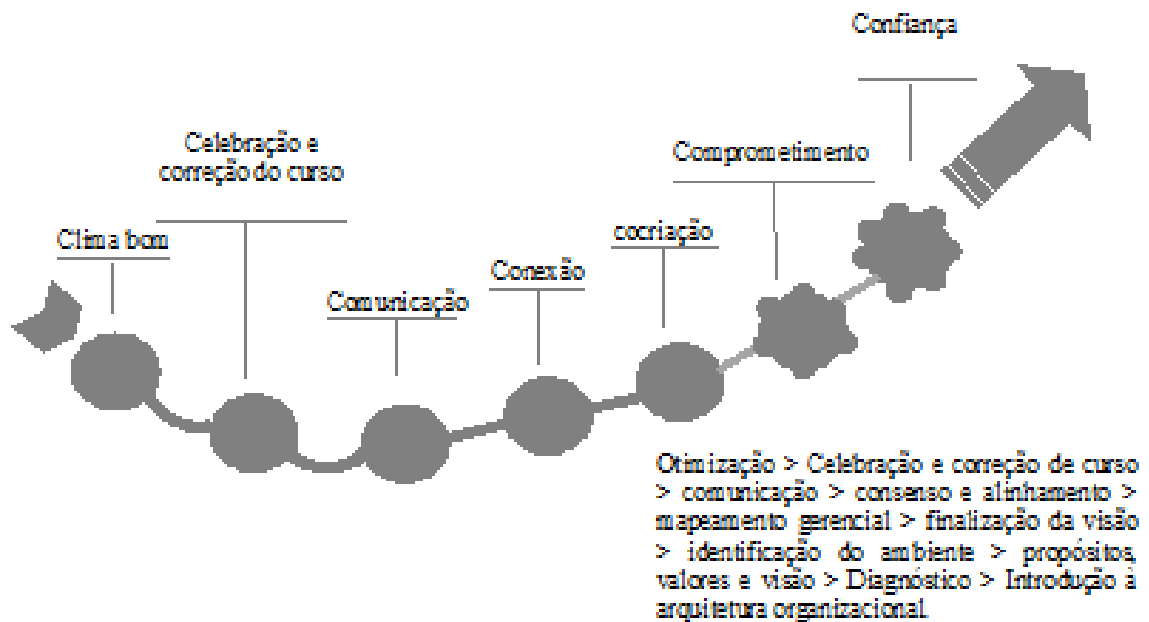 Confiança
Celebração e
correção do curso
Comprometimento
Clima bom
cocriação
Conexão
Comunicação
Otimização > Celebração e correção de curso
> comunicação > consenso e alinhamento >
mapeamento gerencial > finalização da visão
> identificação do ambiente > propósitos,
valores e visão > Diagnóstico > Introdução à
arquitetura organizacional.